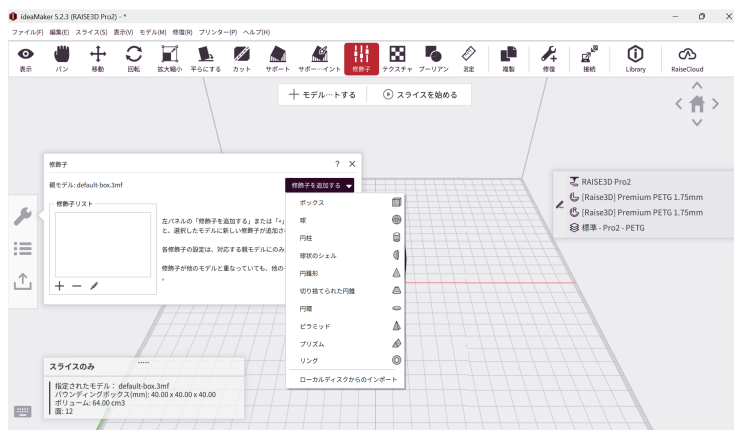 ideaMaker 5.2.3 (RAISE3D Pro2) - *
ファイル(F) 編集(E) スライス(S) 表示(V) モデル(M) 修復(R) プリンター(P) ヘルプ(H)
表示 パン 移動 回転 拡大縮小 平らにする カット サポート サポー…イント 修飾子 テクスチャ ブーリアン 測定 複製 修復 接続 Library RaiseCloud
モデル…トする スライスを始める
修飾子 ? ×
親モデル: default-box.3mf 修飾子を追加する
修飾子リスト
左パネルの「修飾子を追加する」または「+」
と、選択したモデルに新しい修飾子が追加さ
各修飾子の設定は、対応する親モデルにのみ
修飾子が他のモデルと重なっていても、他の
。
ボックス
球
円柱
球状のシェル
円錐形
切り捨てられた円錐
円環
ピラミッド
プリズム
リング
ローカルディスクからのインポート
RAISE3D Pro2
[Raise3D] Premium PETG 1.75mm
[Raise3D] Premium PETG 1.75mm
標準 - Pro2 - PETG
スライスのみ
指定されたモデル： default-box.3mf
バウンディングボックス(mm): 40.00 x 40.00 x 40.00
ボリューム: 64.00 cm3
面: 12